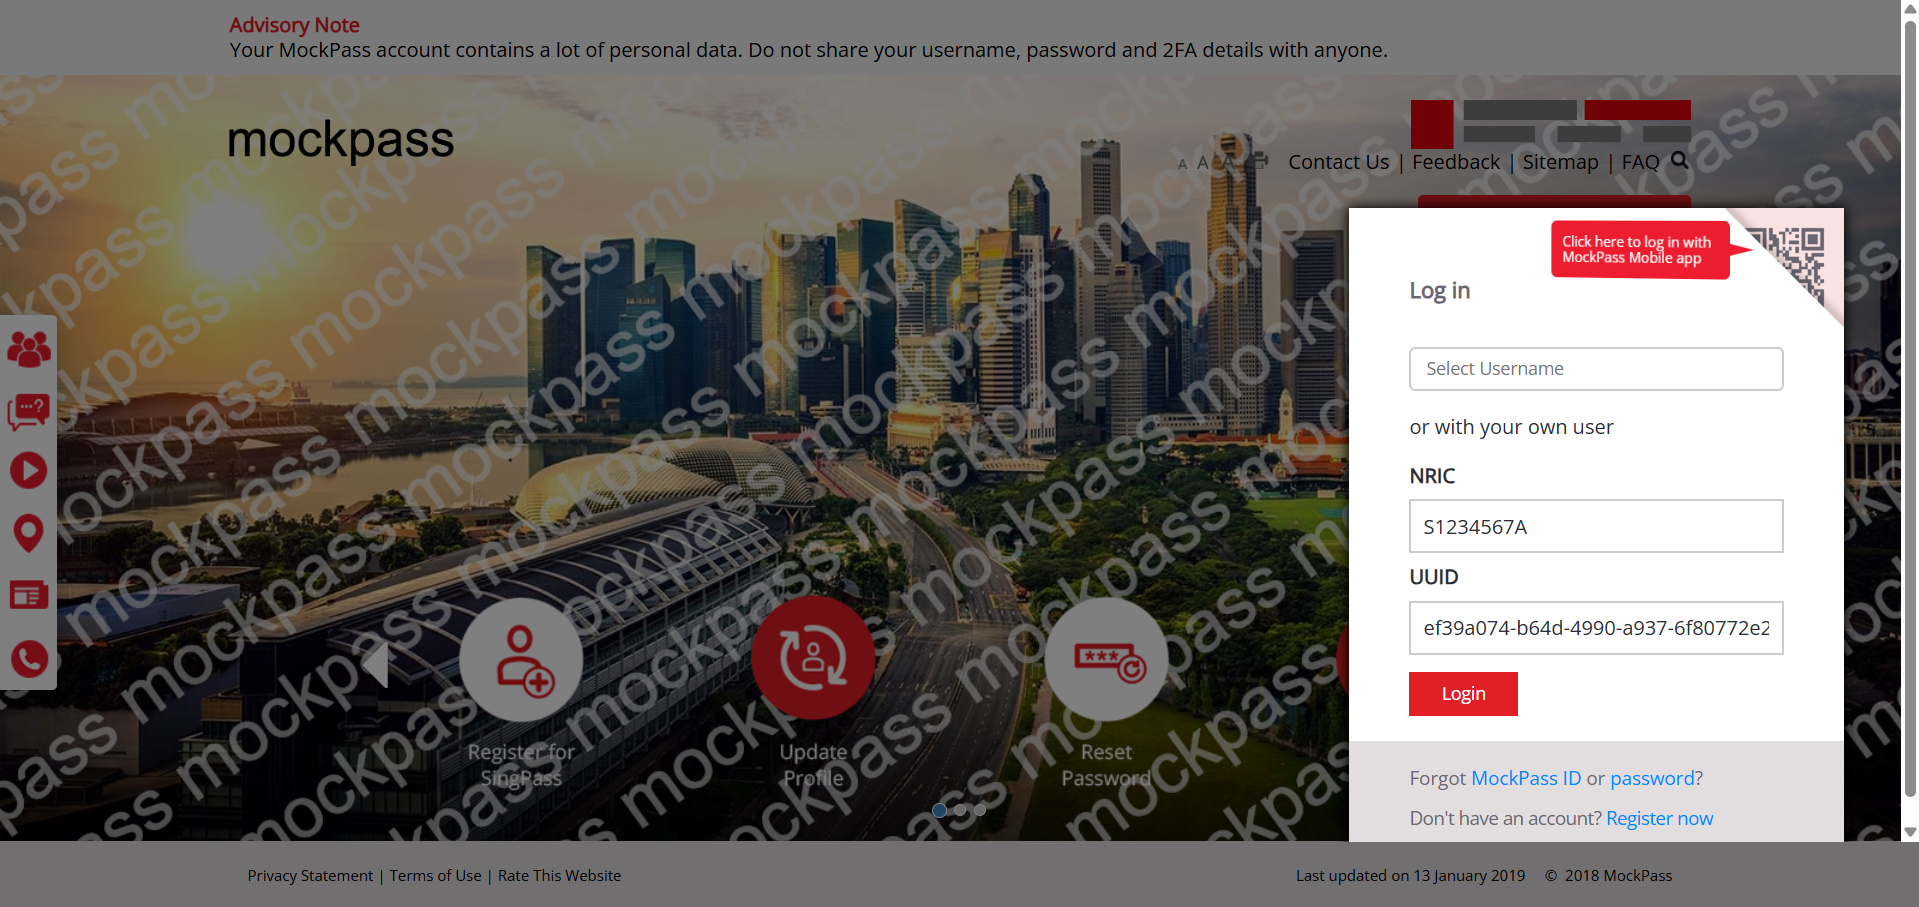 Advisory Note
Your MockPass account contains a lot of personal data. Do not share your username, password and 2FA details with anyone.
mockpass
A A A
Contact Us | Feedback | Sitemap | FAQ
Click here to log in with
MockPass Mobile app
Log in
Select Username
or with your own user
NRIC
S1234567A
UUID
ef39a074-b64d-4990-a937-6f80772e2
Login
Register for
SingPass
Update
Profile
Reset
Password
Forgot MockPass ID or password?
Don't have an account? Register now
Privacy Statement | Terms of Use | Rate This Website
Last updated on 13 January 2019 © 2018 MockPass
mockpass mockpass mockpass mockpass